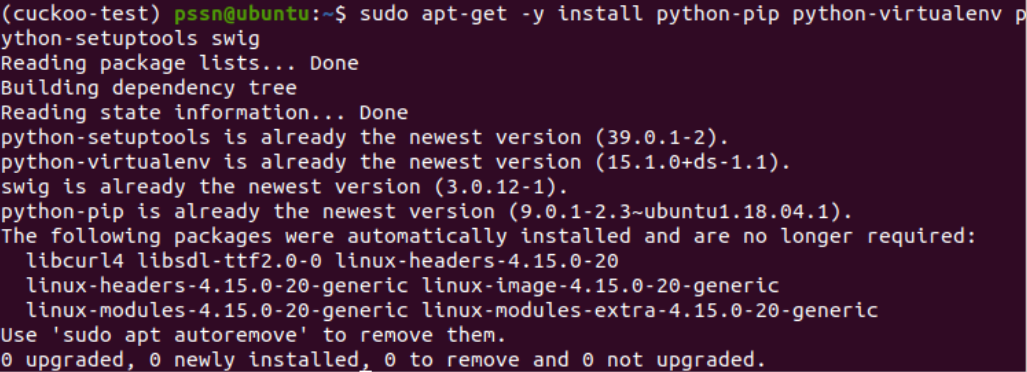 (cuckoo-test) pssn@ubuntu:~$ sudo apt-get -y install python-pip python-virtualenv p
ython-setuptools swig
Reading package lists... Done
Building dependency tree
Reading state information... Done
python-setuptools is already the newest version (39.0.1-2).
python-virtualenv is already the newest version (15.1.0+ds-1.1).
swig is already the newest version (3.0.12-1).
python-pip is already the newest version (9.0.1-2.3~ubuntu1.18.04.1).
The following packages were automatically installed and are no longer required:
  libcurl4 libsdl-ttf2.0-0 linux-headers-4.15.0-20
  linux-headers-4.15.0-20-generic linux-image-4.15.0-20-generic
  linux-modules-4.15.0-20-generic linux-modules-extra-4.15.0-20-generic
Use 'sudo apt autoremove' to remove them.
0 upgraded, 0 newly installed, 0 to remove and 0 not upgraded.